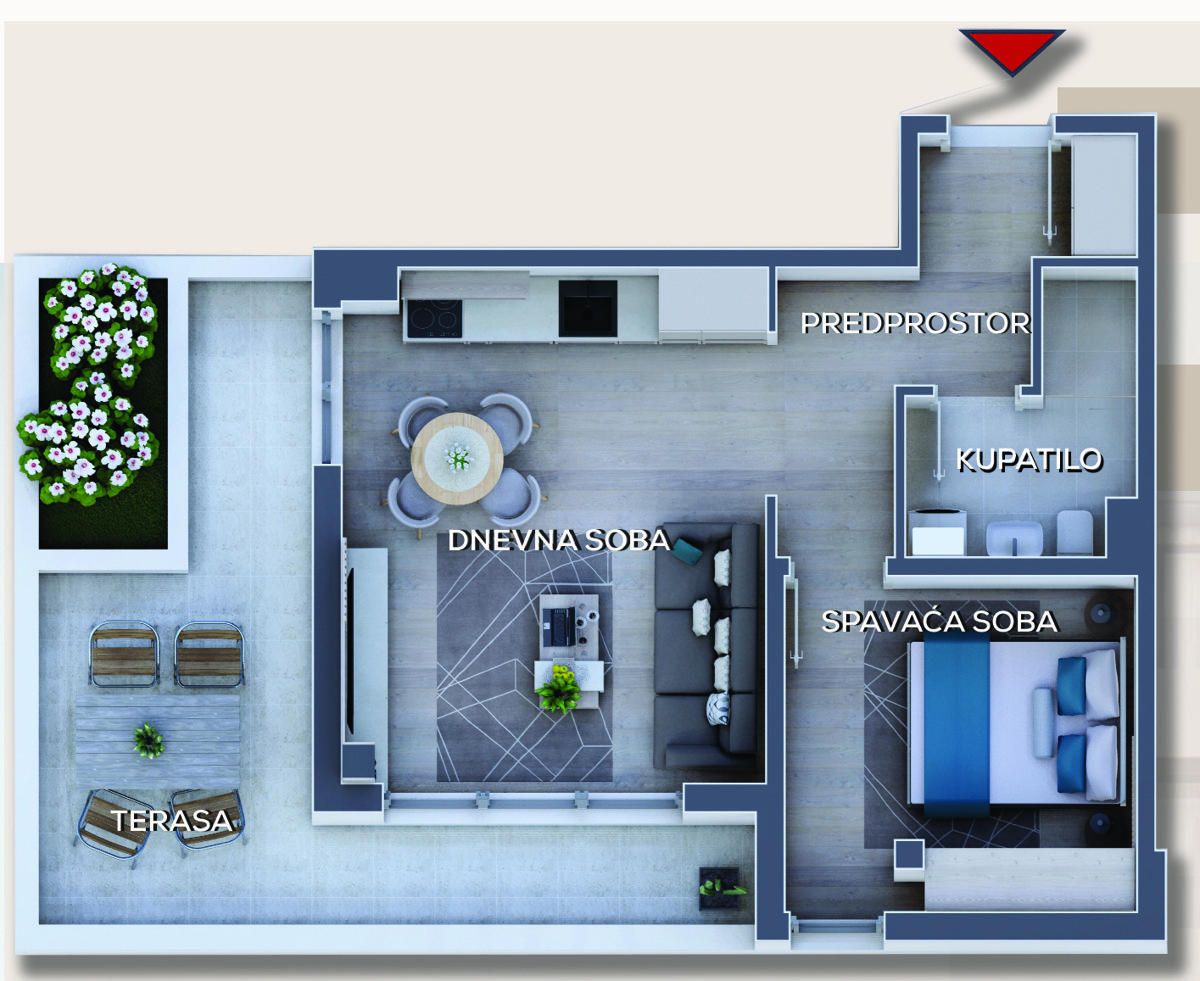 PREDPROSTOR
KUPATILO
DNEVNA SOBA
SPAVAĆA SOBA
TERASA